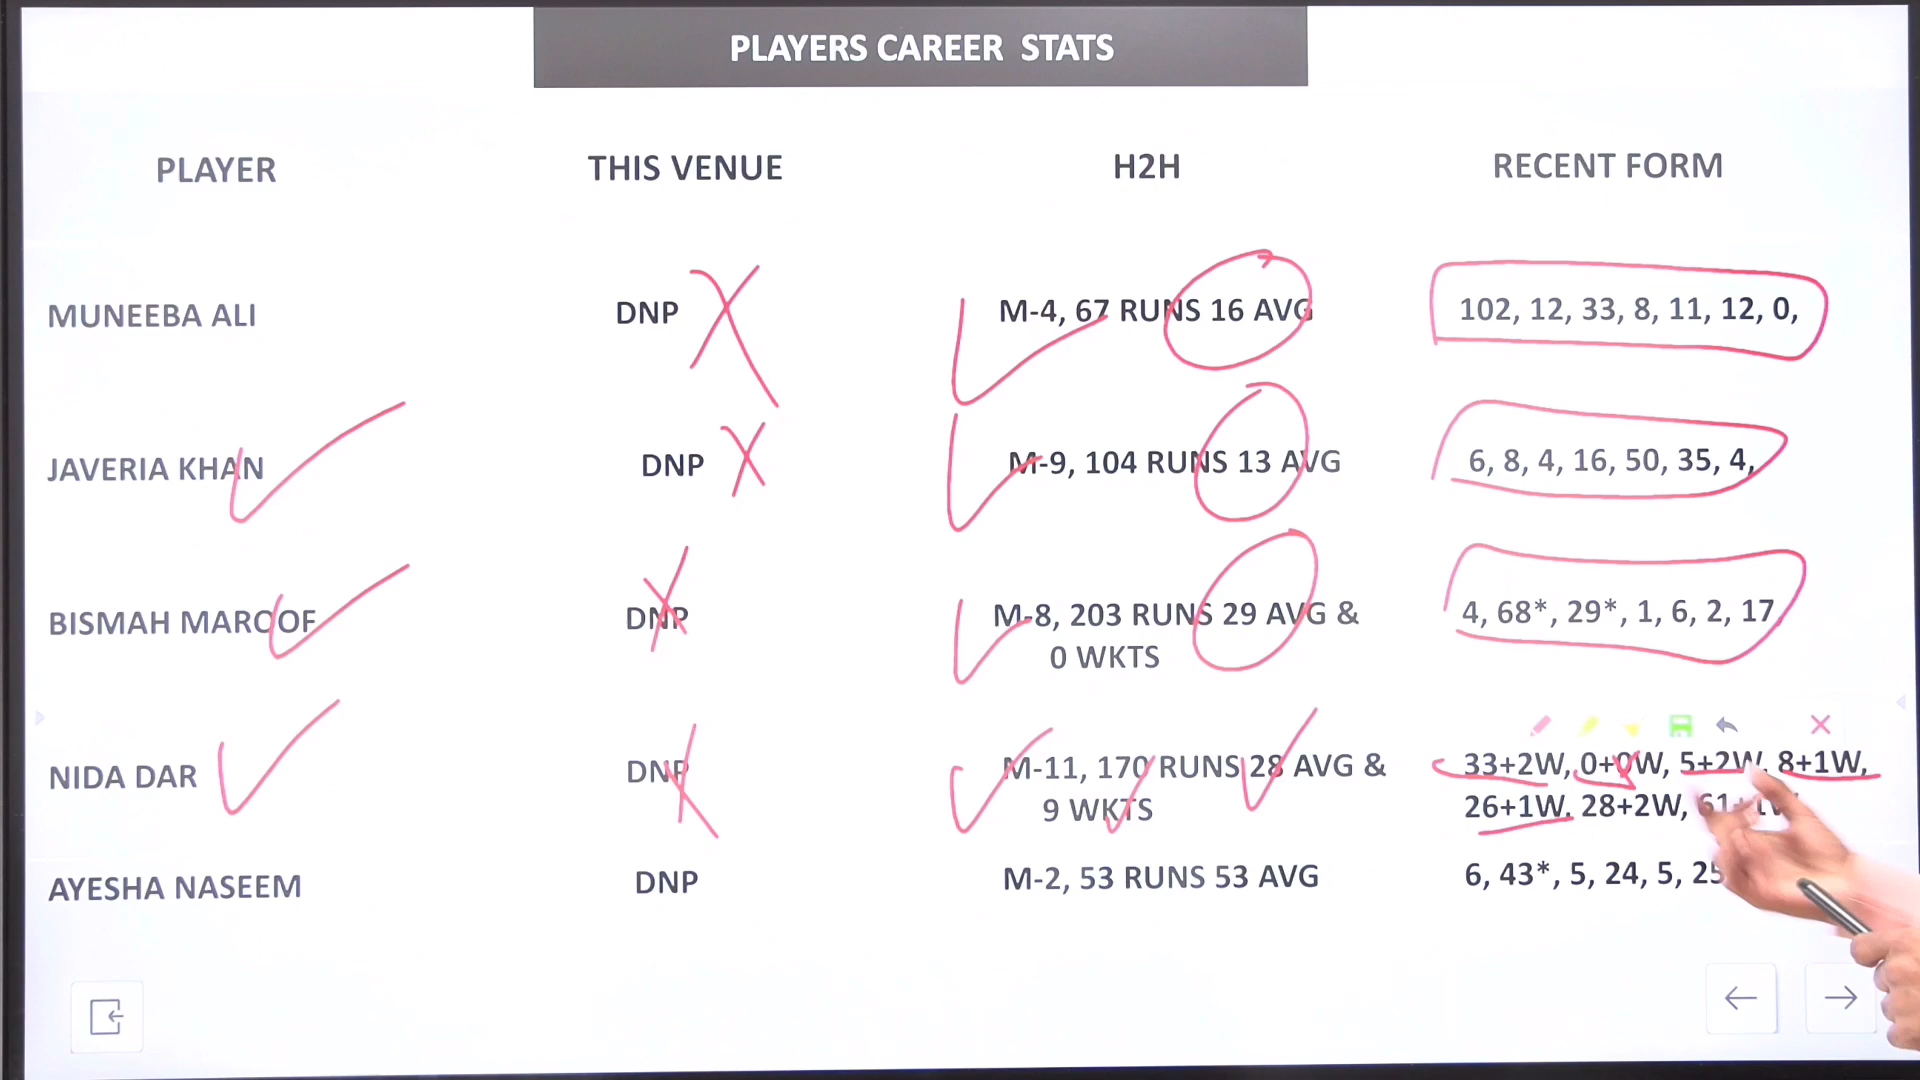 PLAYERS CAREER STATS
PLAYER THIS VENUE H2H RECENT FORM
MUNEEBA ALI DNP M-4, 67 RUNS 16 AVG 102, 12, 33, 8, 11, 12, 0,
JAVERIA KHAN DNP M-9, 104 RUNS 13 AVG 6, 8, 4, 16, 50, 35, 4,
BISMAH MAROOF DNP M-8, 203 RUNS 29 AVG & 4, 68*, 29*, 1, 6, 2, 17
0 WKTS
NIDA DAR DNP M-11, 170 RUNS 28 AVG & 33+2W, 0+0W, 5+2W, 8+1W,
9 WKTS 26+1W, 28+2W,
AYESHA NASEEM DNP M-2, 53 RUNS 53 AVG 6, 43*, 5, 24, 5,